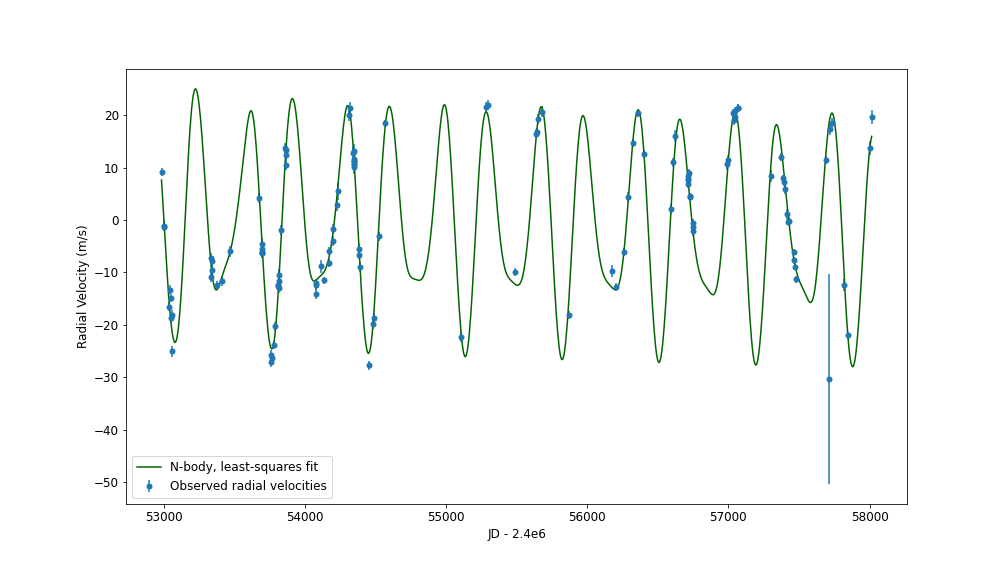 20
10
0
−10
−20
−30
−40
−50
Radial Velocity (m/s)
N-body, least-squares fit
Observed radial velocities
53000 54000 55000 56000 57000 58000
JD - 2.4e6